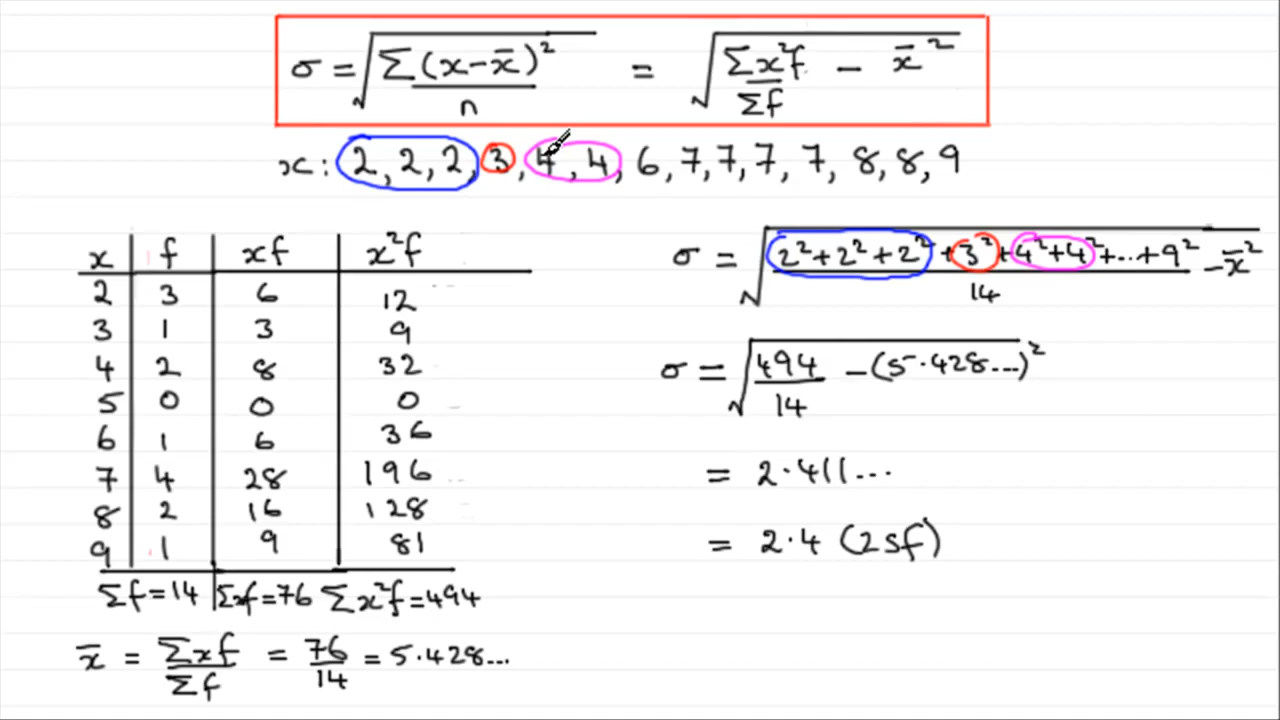 σ = √(Σ(x-x̄)²/n) = √(Σx²f/Σf - x̄²)
x: 2, 2, 2, 3, 4, 4, 6, 7, 7, 7, 7, 8, 8, 9
x f xf x²f
2 3 6 12
3 1 3 9
4 2 8 32
5 0 0 0
6 1 6 36
7 4 28 196
8 2 16 128
9 1 9 81
Σf=14 Σxf=76 Σx²f=494
x̄ = Σxf/Σf = 76/14 = 5.428...
σ = √((2²+2²+2²+3²+4²+4²+...+9²)/14 - x̄²)
σ = √(494/14 - (5.428...)²)
= 2.411...
= 2.4 (2sf)